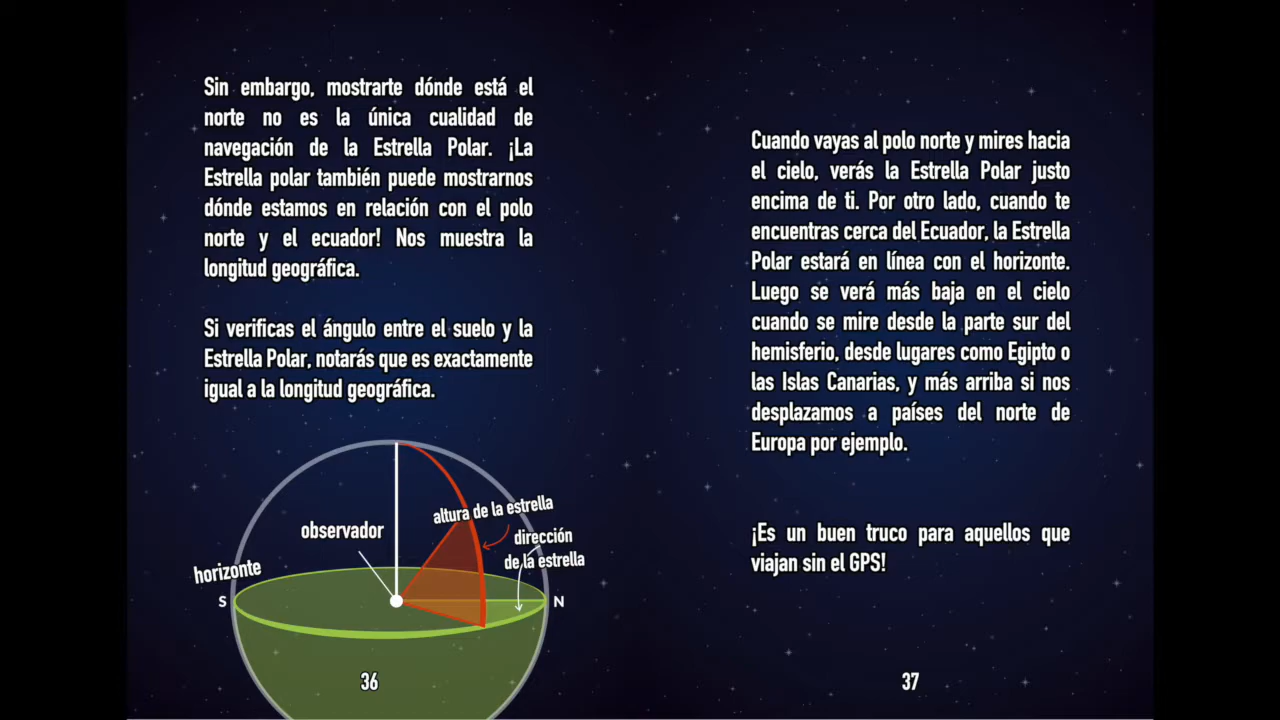 Sin embargo, mostrarte dónde está el
norte no es la única cualidad de
navegación de la Estrella Polar. ¡La
Estrella polar también puede mostrarnos
dónde estamos en relación con el polo
norte y el ecuador! Nos muestra la
longitud geográfica.
Si verificas el ángulo entre el suelo y la
Estrella Polar, notarás que es exactamente
igual a la longitud geográfica.
altura de la estrella
observador
dirección
de la estrella
horizonte
S
N
36
Cuando vayas al polo norte y mires hacia
el cielo, verás la Estrella Polar justo
encima de ti. Por otro lado, cuando te
encuentras cerca del Ecuador, la Estrella
Polar estará en línea con el horizonte.
Luego se verá más baja en el cielo
cuando se mire desde la parte sur del
hemisferio, desde lugares como Egipto o
las Islas Canarias, y más arriba si nos
desplazamos a países del norte de
Europa por ejemplo.
¡Es un buen truco para aquellos que
viajan sin el GPS!
37